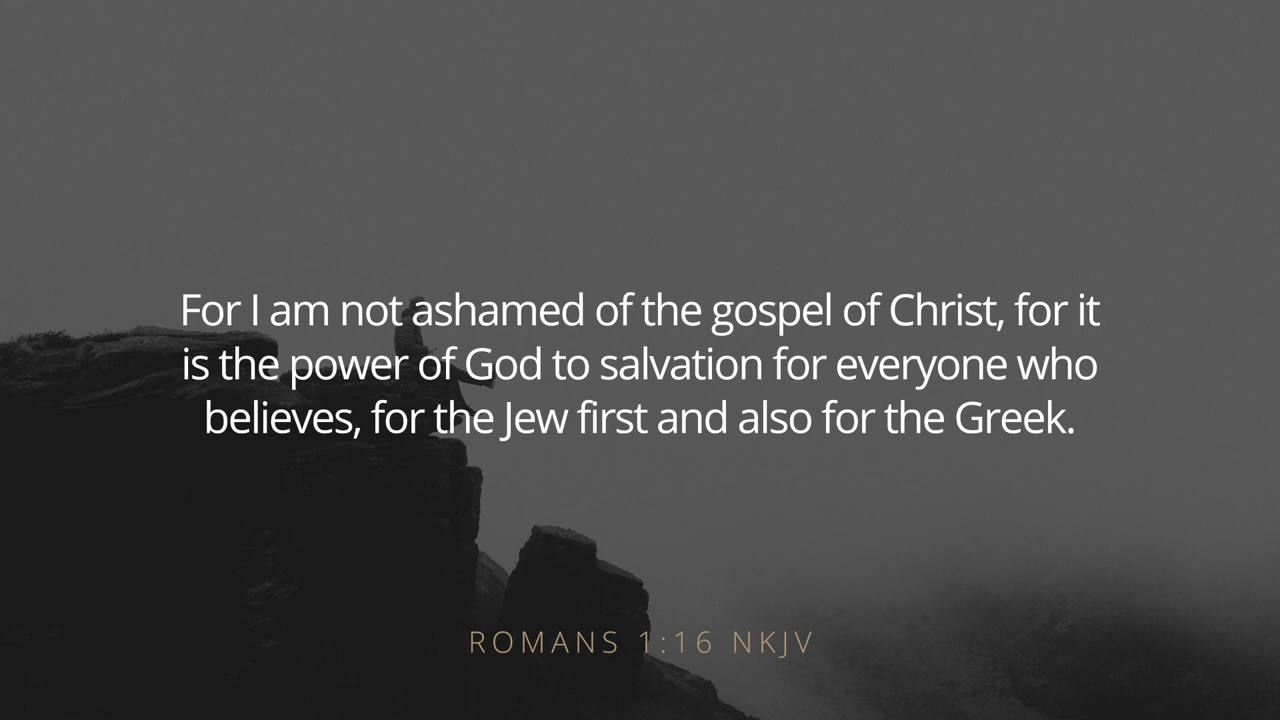 For I am not ashamed of the gospel of Christ, for it
is the power of God to salvation for everyone who
believes, for the Jew first and also for the Greek.
ROMANS 1:16 NKJV